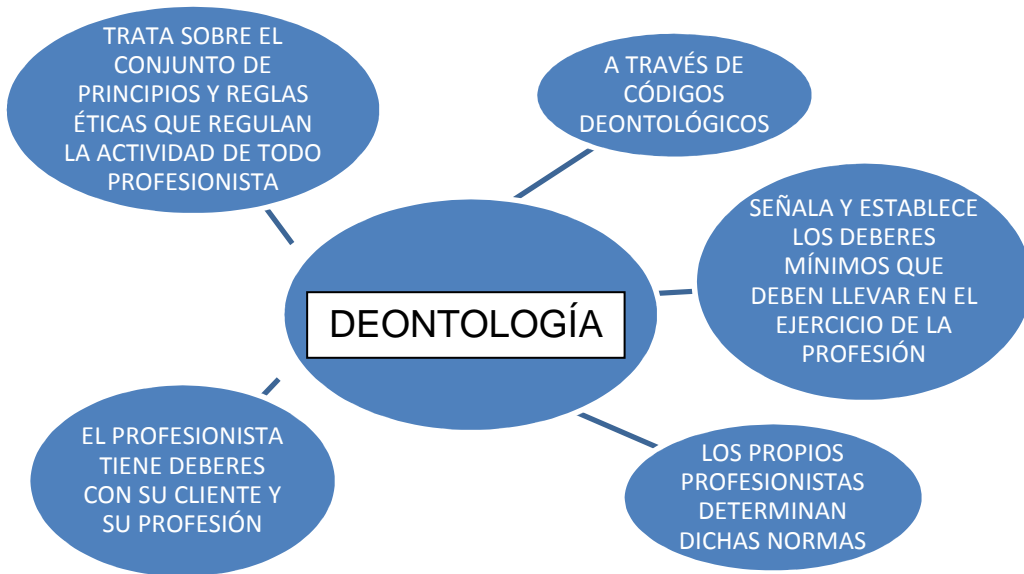 TRATA SOBRE EL
CONJUNTO DE
PRINCIPIOS Y REGLAS
ÉTICAS QUE REGULAN
LA ACTIVIDAD DE TODO
PROFESIONISTA
A TRAVÉS DE
CÓDIGOS
DEONTOLÓGICOS
SEÑALA Y ESTABLECE
LOS DEBERES
MÍNIMOS QUE
DEBEN LLEVAR EN EL
EJERCICIO DE LA
PROFESIÓN
DEONTOLOGÍA
EL PROFESIONISTA
TIENE DEBERES
CON SU CLIENTE Y
SU PROFESIÓN
LOS PROPIOS
PROFESIONISTAS
DETERMINAN
DICHAS NORMAS